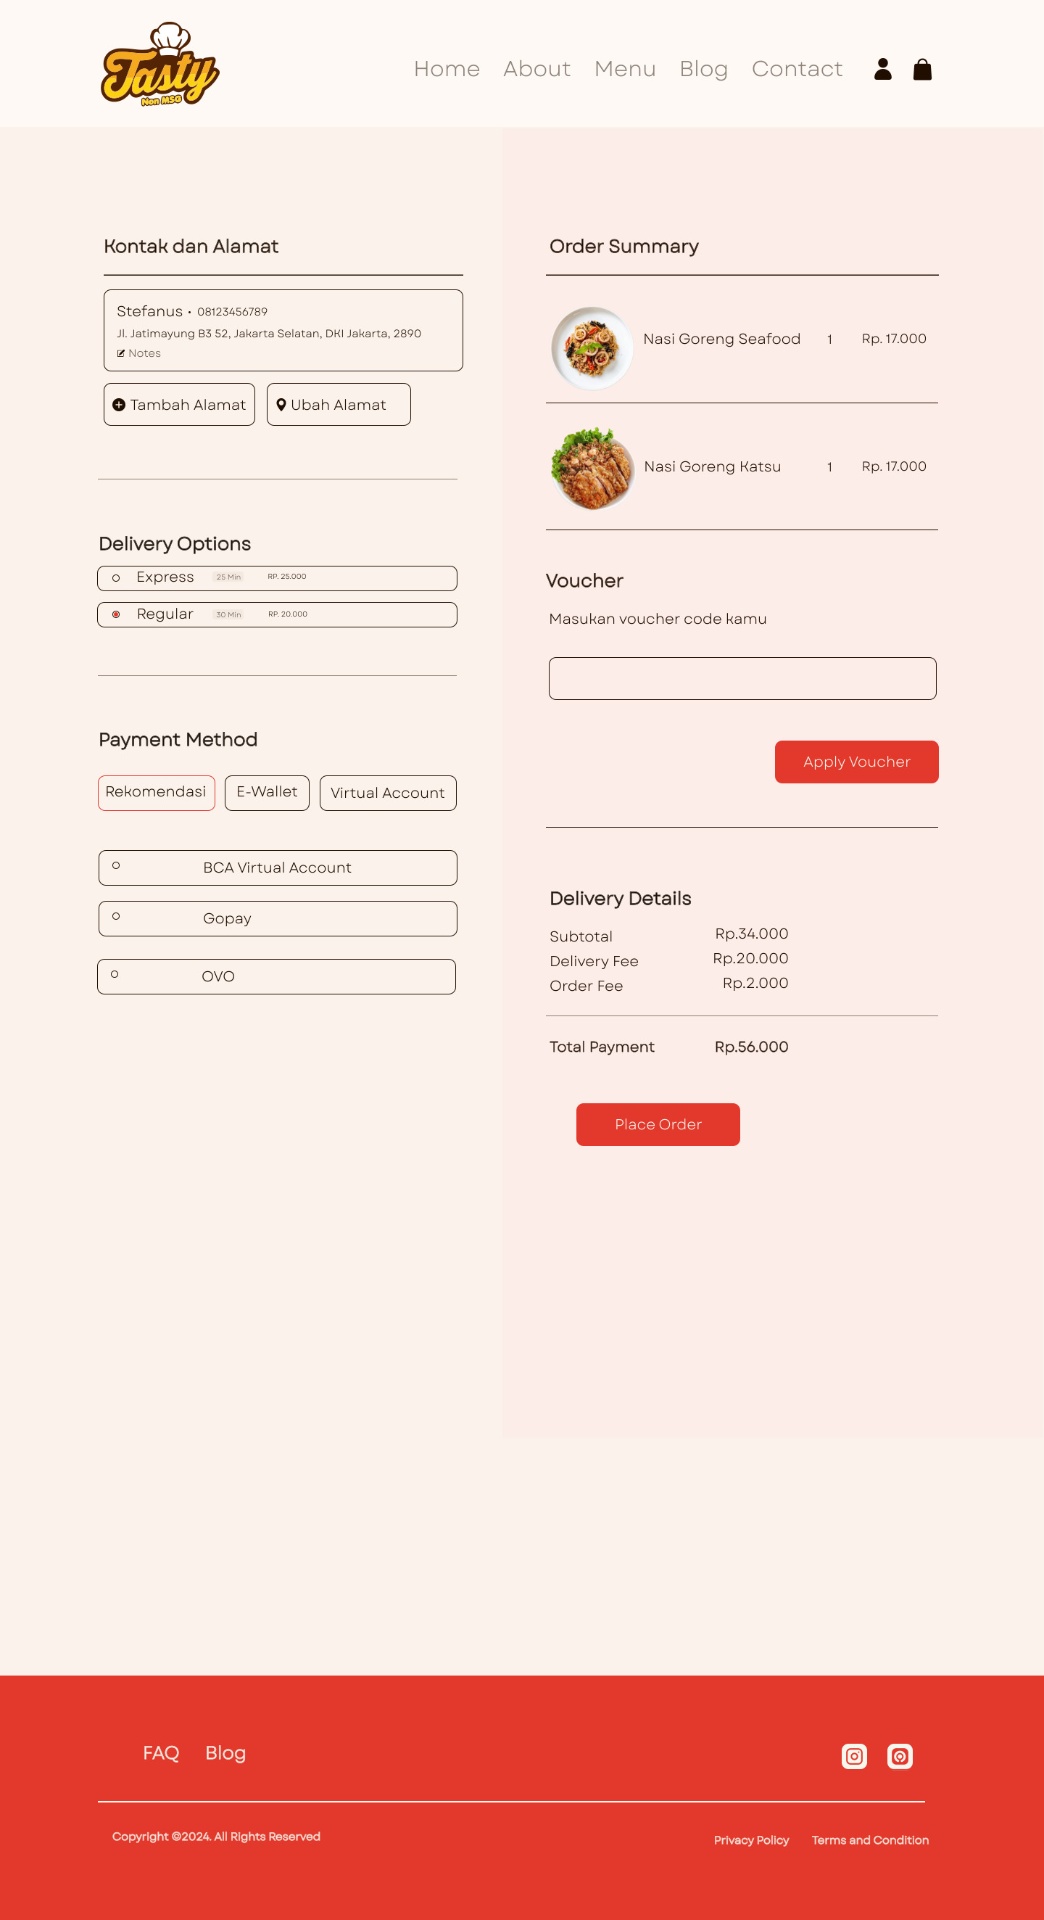 Tasty
Non MSG
Home About Menu Blog Contact
Kontak dan Alamat
Stefanus • 08123456789
Jl. Jatimayung B3 52, Jakarta Selatan, DKI Jakarta, 2890
Notes
Tambah Alamat
Ubah Alamat
Delivery Options
Express 25 Min RP. 25.000
Regular 30 Min RP. 20.000
Payment Method
Rekomendasi
E-Wallet
Virtual Account
BCA Virtual Account
Gopay
OVO
Order Summary
Nasi Goreng Seafood 1 Rp. 17.000
Nasi Goreng Katsu 1 Rp. 17.000
Voucher
Masukan voucher code kamu
Apply Voucher
Delivery Details
Subtotal Rp.34.000
Delivery Fee Rp.20.000
Order Fee Rp.2.000
Total Payment Rp.56.000
Place Order
FAQ Blog
Copyright ©2024. All Rights Reserved
Privacy Policy Terms and Condition